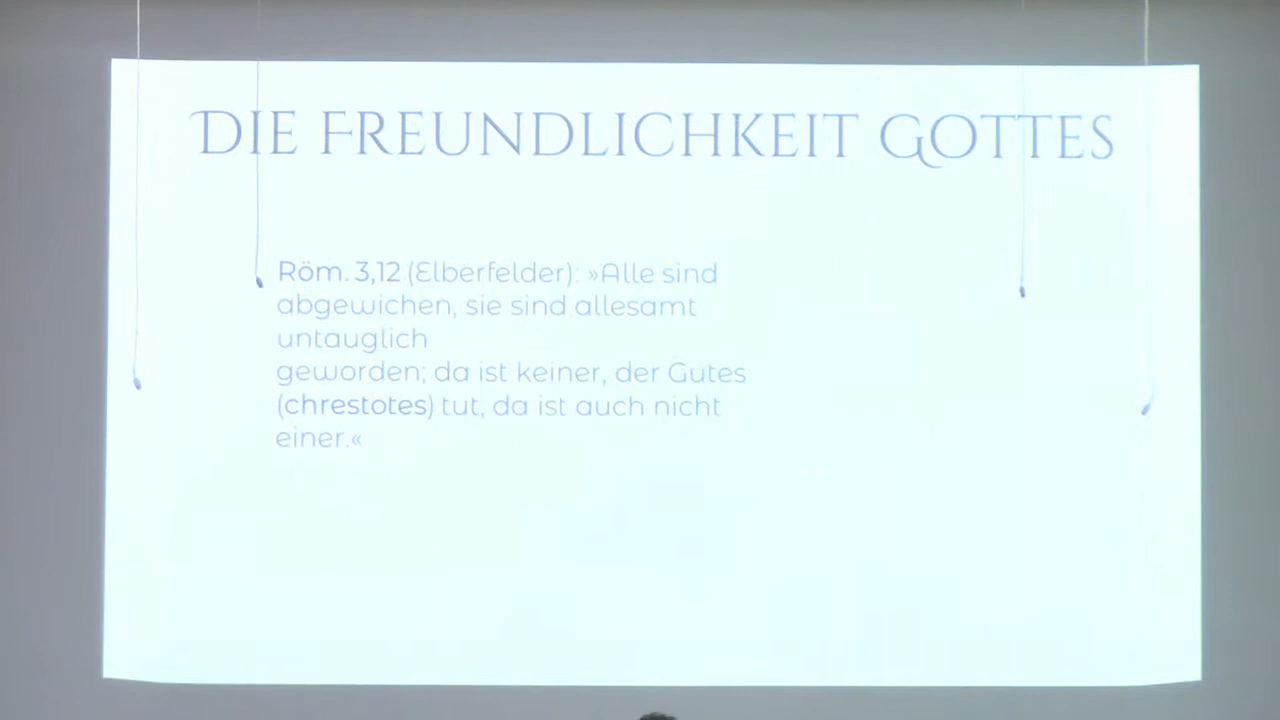 DIE FREUNDLICHKEIT GOTTES
Röm. 3,12 (Elberfelder): »Alle sind
abgewichen, sie sind allesamt
untauglich
geworden; da ist keiner, der Gutes
(chrestotes) tut, da ist auch nicht
einer.«